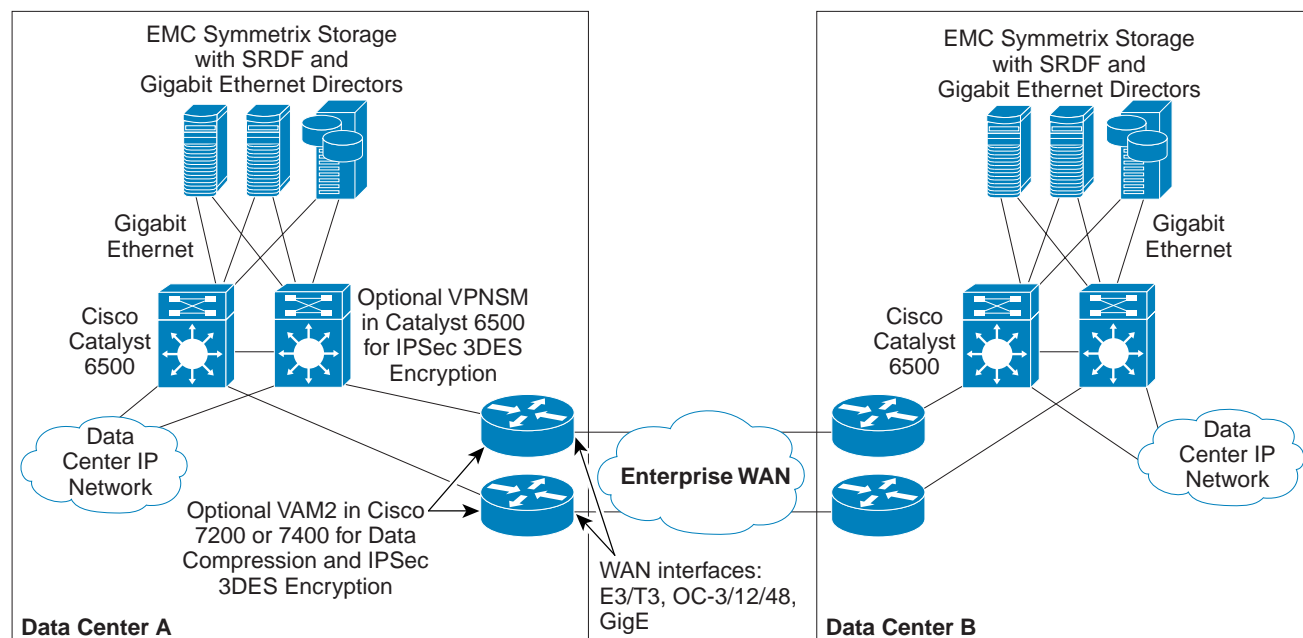 EMC Symmetrix Storage
with SRDF and
Gigabit Ethernet Directors
Gigabit
Ethernet
Cisco
Catalyst
6500
Optional VPNSM
in Catalyst 6500
for IPSec 3DES
Encryption
Data
Center IP
Network
Optional VAM2 in Cisco
7200 or 7400 for Data
Compression and IPSec
3DES Encryption
Data Center A
Enterprise WAN
WAN interfaces:
E3/T3, OC-3/12/48,
GigE
EMC Symmetrix Storage
with SRDF and
Gigabit Ethernet Directors
Gigabit
Ethernet
Cisco
Catalyst
6500
Data
Center IP
Network
Data Center B